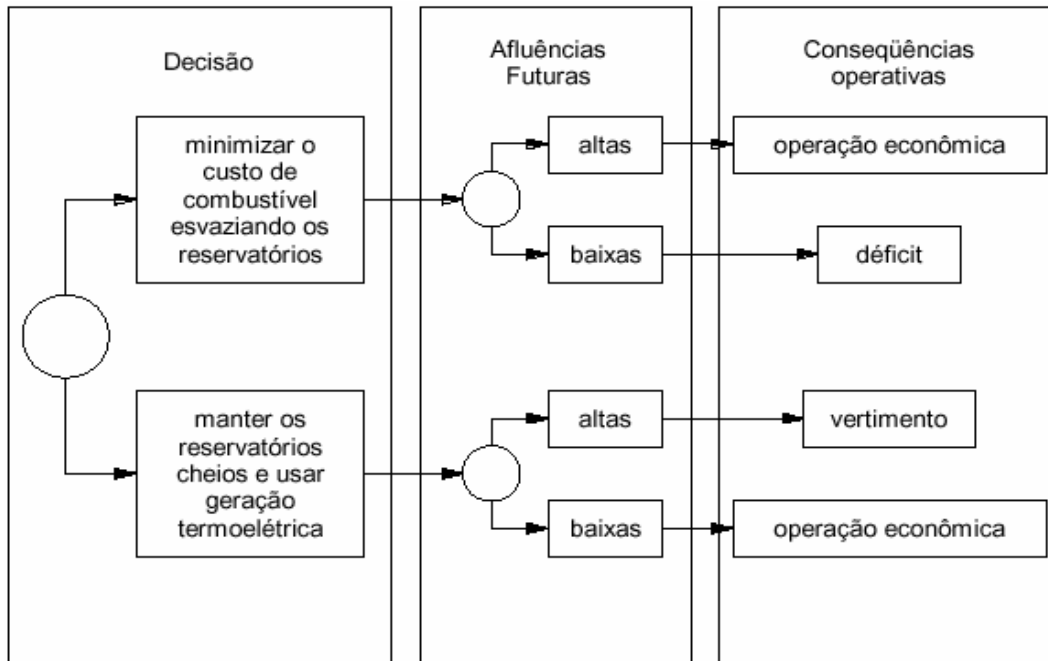 Decisão
Afluências
Futuras
Conseqüências
operativas
minimizar o
custo de
combustível
esvaziando os
reservatórios
altas
operação econômica
baixas
déficit
manter os
reservatórios
cheios e usar
geração
termoelétrica
altas
vertimento
baixas
operação econômica